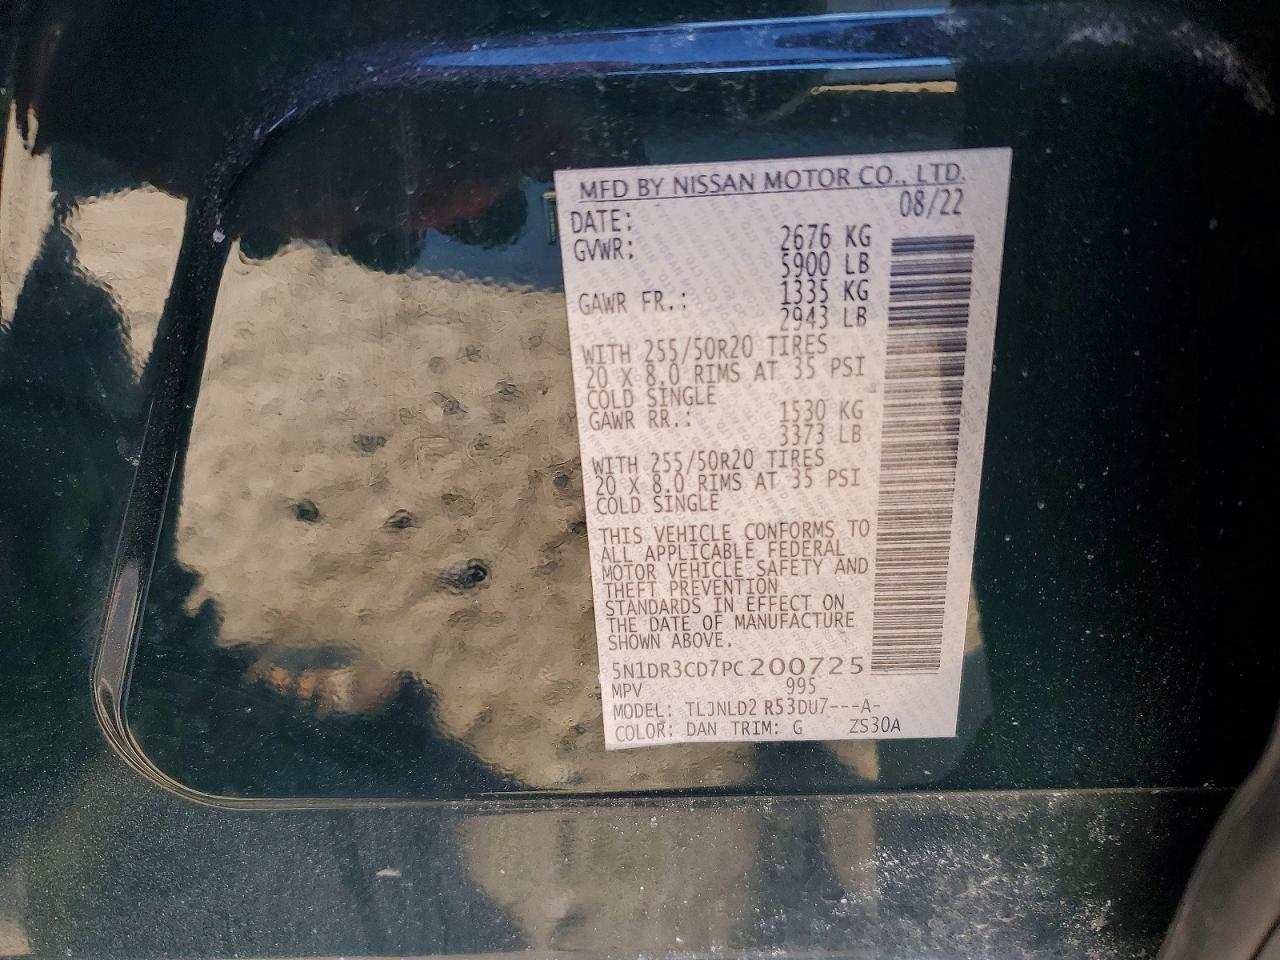 MFD BY NISSAN MOTOR CO., LTD.
DATE: 08/22
GVWR: 2676 KG
5900 LB
GAWR FR.: 1335 KG
2943 LB
WITH 255/50R20 TIRES
20 X 8.0 RIMS AT 35 PSI
COLD SINGLE
GAWR RR.: 1530 KG
3373 LB
WITH 255/50R20 TIRES
20 X 8.0 RIMS AT 35 PSI
COLD SINGLE
THIS VEHICLE CONFORMS TO
ALL APPLICABLE FEDERAL
MOTOR VEHICLE SAFETY AND
THEFT PREVENTION
STANDARDS IN EFFECT ON
THE DATE OF MANUFACTURE
SHOWN ABOVE.
5N1DR3CD7PC200725
MPV 995
MODEL: TLJNLD2 R53DU7---A-
COLOR: DAN TRIM: G ZS30A